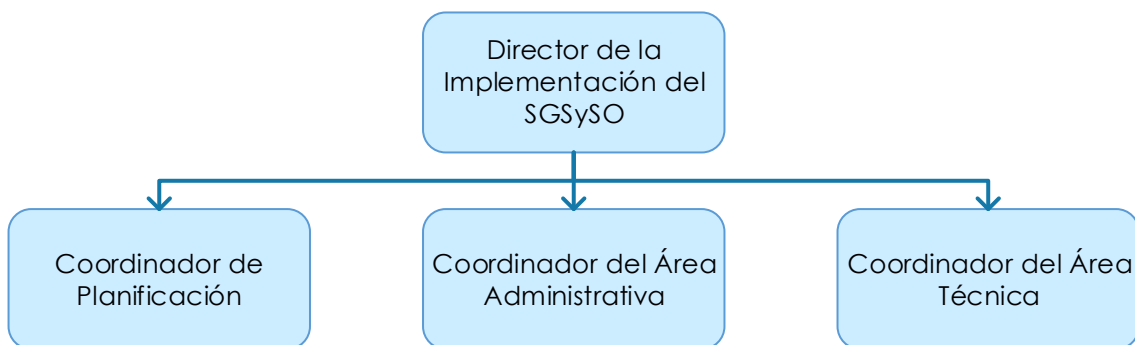 Director de la
Implementación del
SGSySO
Coordinador de
Planificación
Coordinador del Área
Administrativa
Coordinador del Área
Técnica